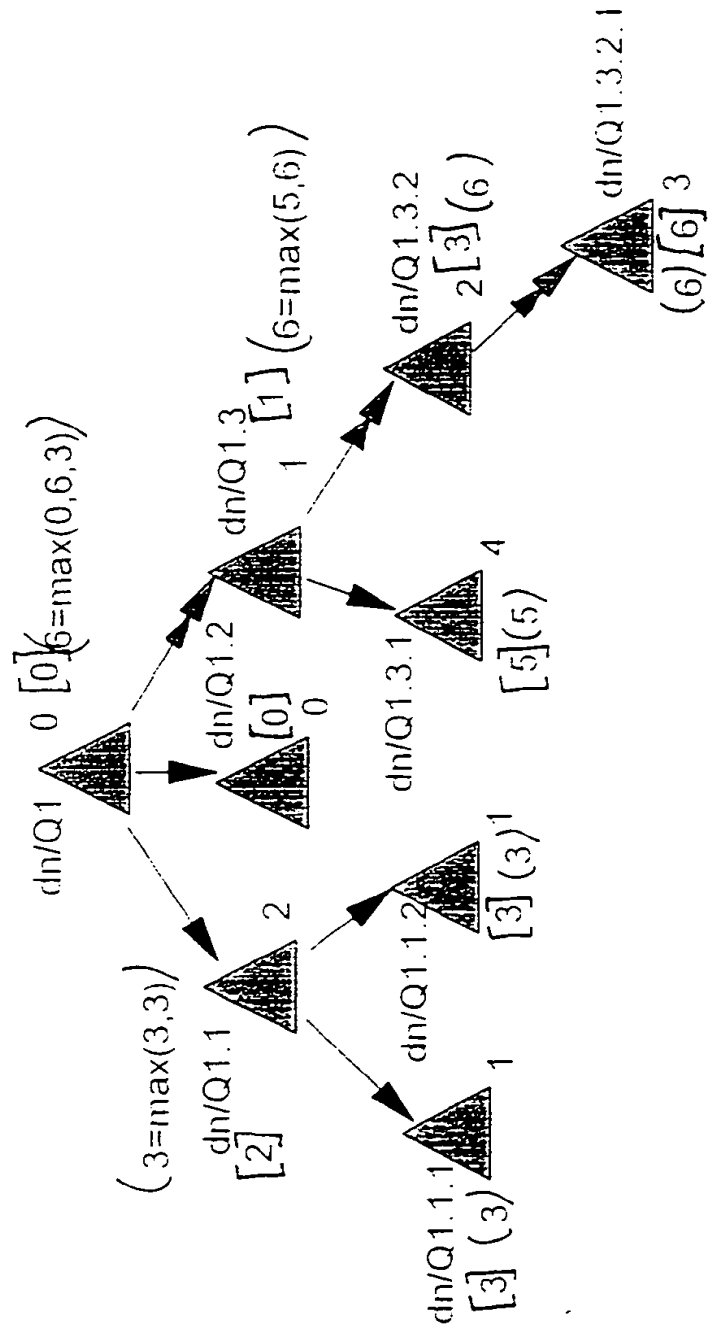 dn/Q1
0 [0] (6=max(0,6,3))
(3=max(3,3))
dn/Q1.1
[2]
2
dn/Q1.2
[0]
0
dn/Q1.3
1 [1] (6=max(5,6))
dn/Q1.1.1
[3] (3)
1
dn/Q1.1.2
[3] (3) 1
dn/Q1.3.1
[5] (5)
4
dn/Q1.3.2
2 [3] (6)
dn/Q1.3.2.1
(6) [6] 3